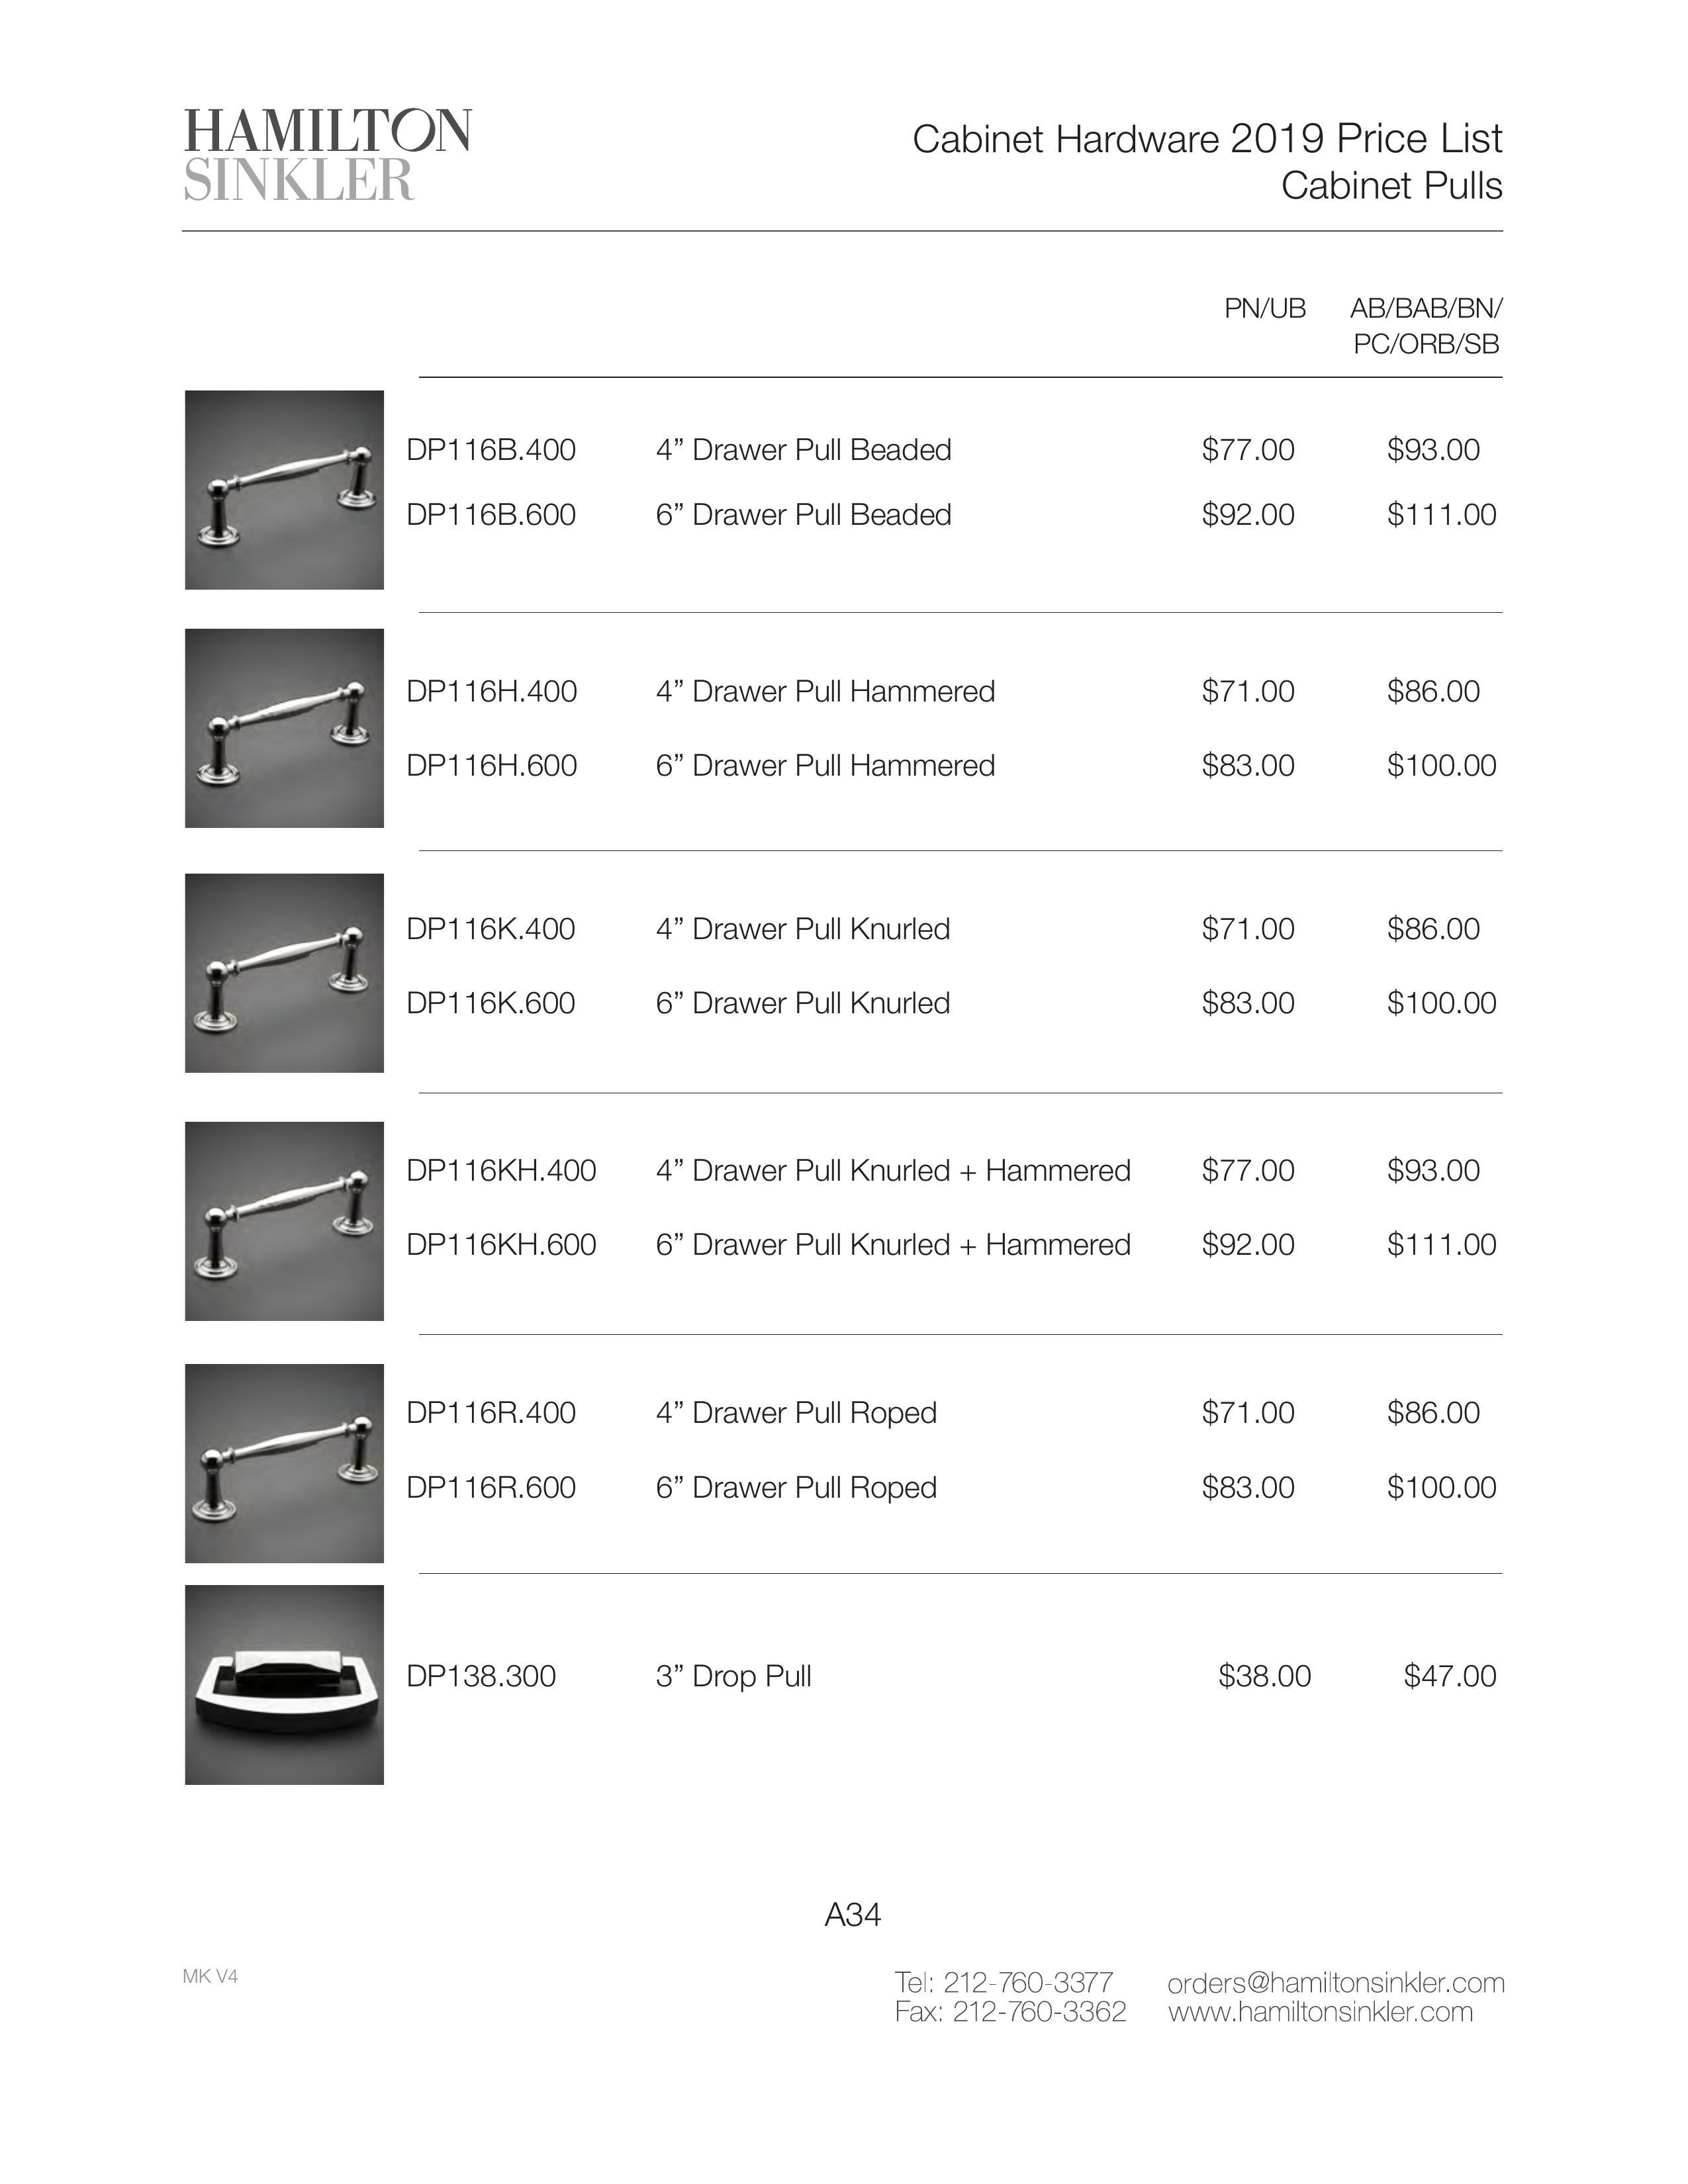 HAMILTON
SINKLER
Cabinet Hardware 2019 Price List
Cabinet Pulls
PN/UB AB/BAB/BN/
PC/ORB/SB
DP116B.400 4” Drawer Pull Beaded $77.00 $93.00
DP116B.600 6” Drawer Pull Beaded $92.00 $111.00
DP116H.400 4” Drawer Pull Hammered $71.00 $86.00
DP116H.600 6” Drawer Pull Hammered $83.00 $100.00
DP116K.400 4” Drawer Pull Knurled $71.00 $86.00
DP116K.600 6” Drawer Pull Knurled $83.00 $100.00
DP116KH.400 4” Drawer Pull Knurled + Hammered $77.00 $93.00
DP116KH.600 6” Drawer Pull Knurled + Hammered $92.00 $111.00
DP116R.400 4” Drawer Pull Roped $71.00 $86.00
DP116R.600 6” Drawer Pull Roped $83.00 $100.00
DP138.300 3” Drop Pull $38.00 $47.00
A34
MK V4
Tel: 212-760-3377 orders@hamiltonsinkler.com
Fax: 212-760-3362 www.hamiltonsinkler.com